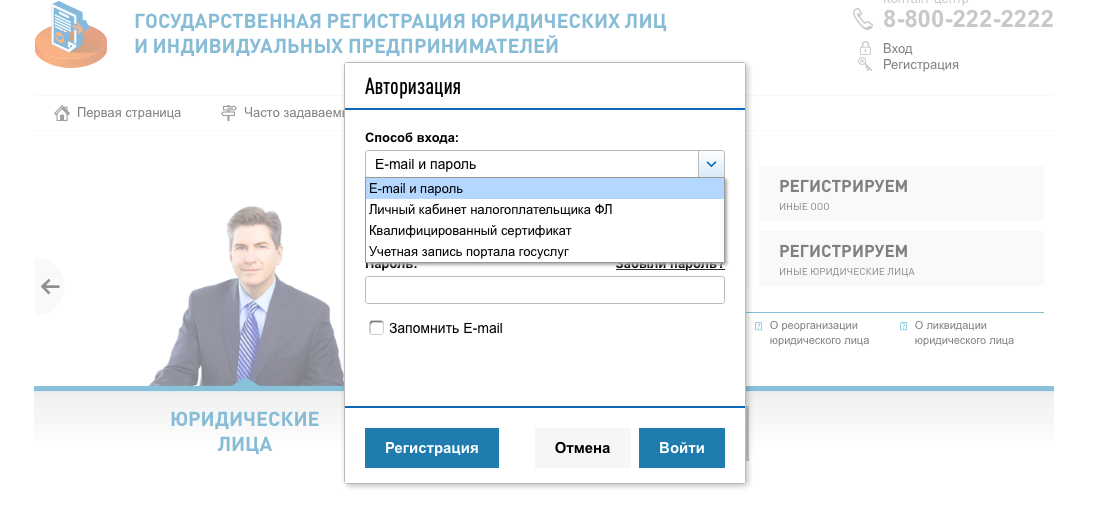 Контакт-центр
ГОСУДАРСТВЕННАЯ РЕГИСТРАЦИЯ ЮРИДИЧЕСКИХ ЛИЦ
И ИНДИВИДУАЛЬНЫХ ПРЕДПРИНИМАТЕЛЕЙ
8-800-222-2222
Вход
Регистрация
Первая страница
Часто
Авторизация
Способ входа:
E-mail и пароль
E-mail и пароль
Личный кабинет налогоплательщика ФЛ
Квалифицированный сертификат
Учетная запись портала госуслуг
Пароль:
Забыли пароль?
Запомнить E-mail
Регистрация
Отмена
Войти
РЕГИСТРИРУЕМ
ИНЫЕ ООО
РЕГИСТРИРУЕМ
ИНЫЕ ЮРИДИЧЕСКИЕ ЛИЦА
О реорганизации
юридического лица
О ликвидации
юридического лица
ЮРИДИЧЕСКИЕ
ЛИЦА